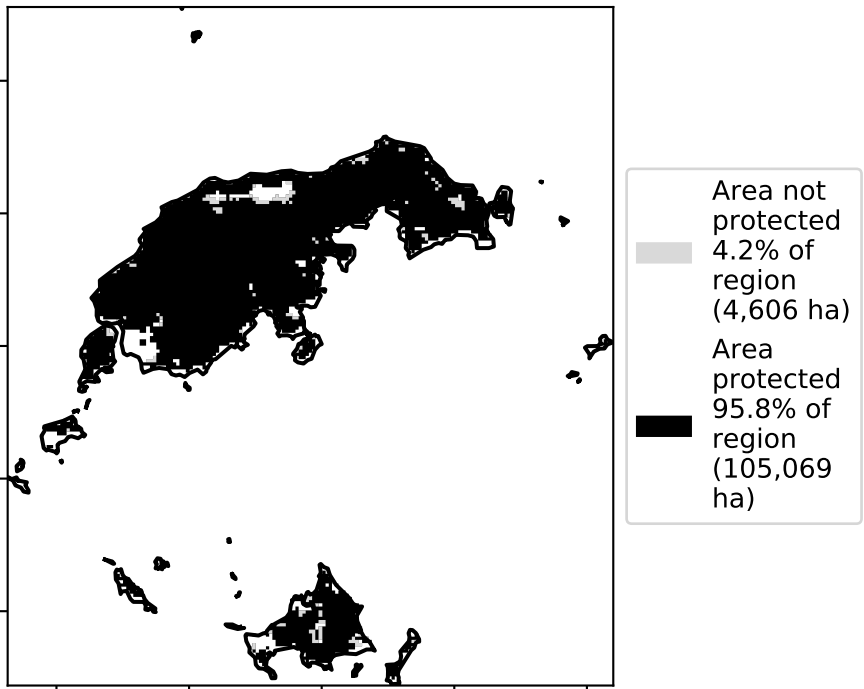 Area not
protected
4.2% of
region
(4,606 ha)
Area
protected
95.8% of
region
(105,069
ha)